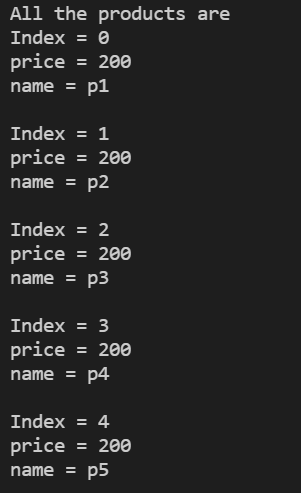 All the products are
Index = 0
price = 200
name = p1
Index = 1
price = 200
name = p2
Index = 2
price = 200
name = p3
Index = 3
price = 200
name = p4
Index = 4
price = 200
name = p5